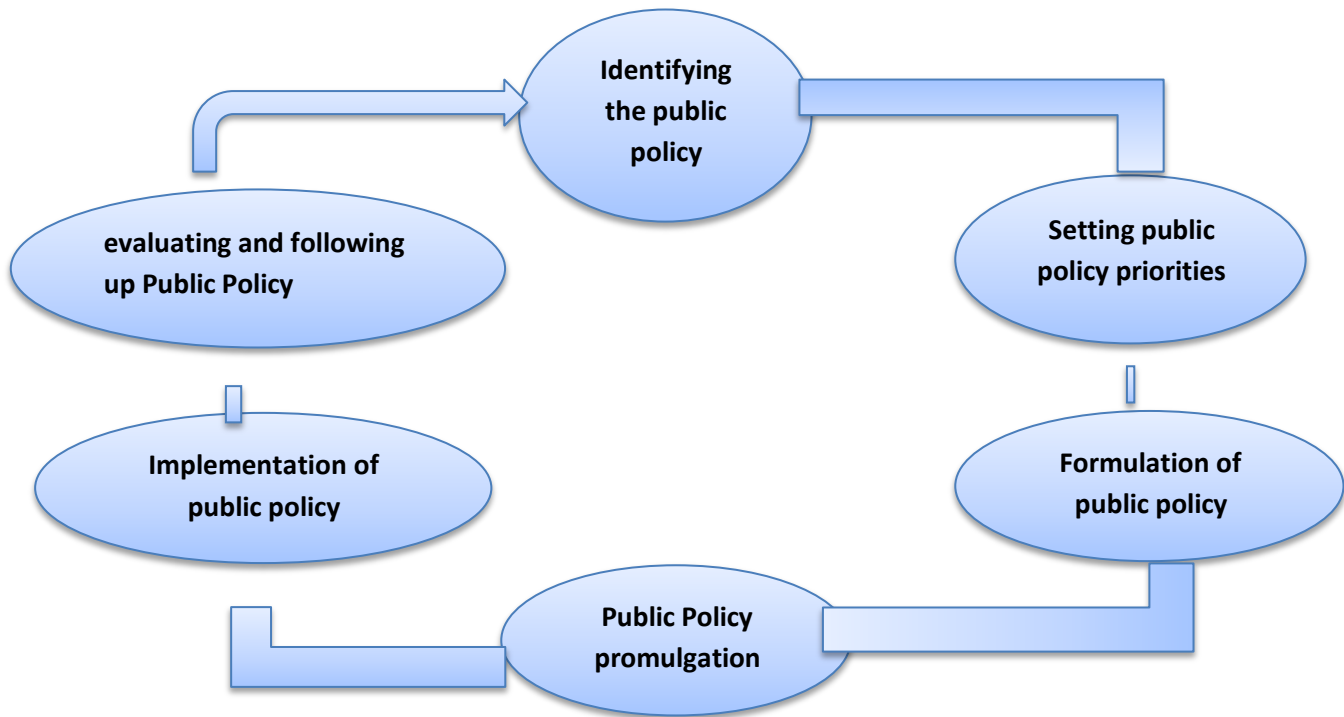 Identifying
the public
policy
Setting public
policy priorities
Formulation of
public policy
Public Policy
promulgation
Implementation of
public policy
evaluating and following
up Public Policy